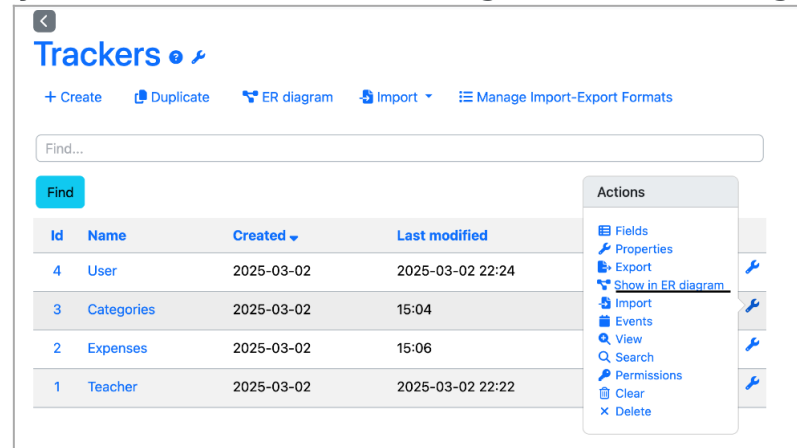 Trackers
Create Duplicate ER diagram Import Manage Import-Export Formats
Find...
Find
Actions
Id Name Created Last modified
4 User 2025-03-02 2025-03-02 22:24
3 Categories 2025-03-02 15:04
2 Expenses 2025-03-02 15:06
1 Teacher 2025-03-02 2025-03-02 22:22
Fields
Properties
Export
Show in ER diagram
Import
Events
View
Search
Permissions
Clear
Delete